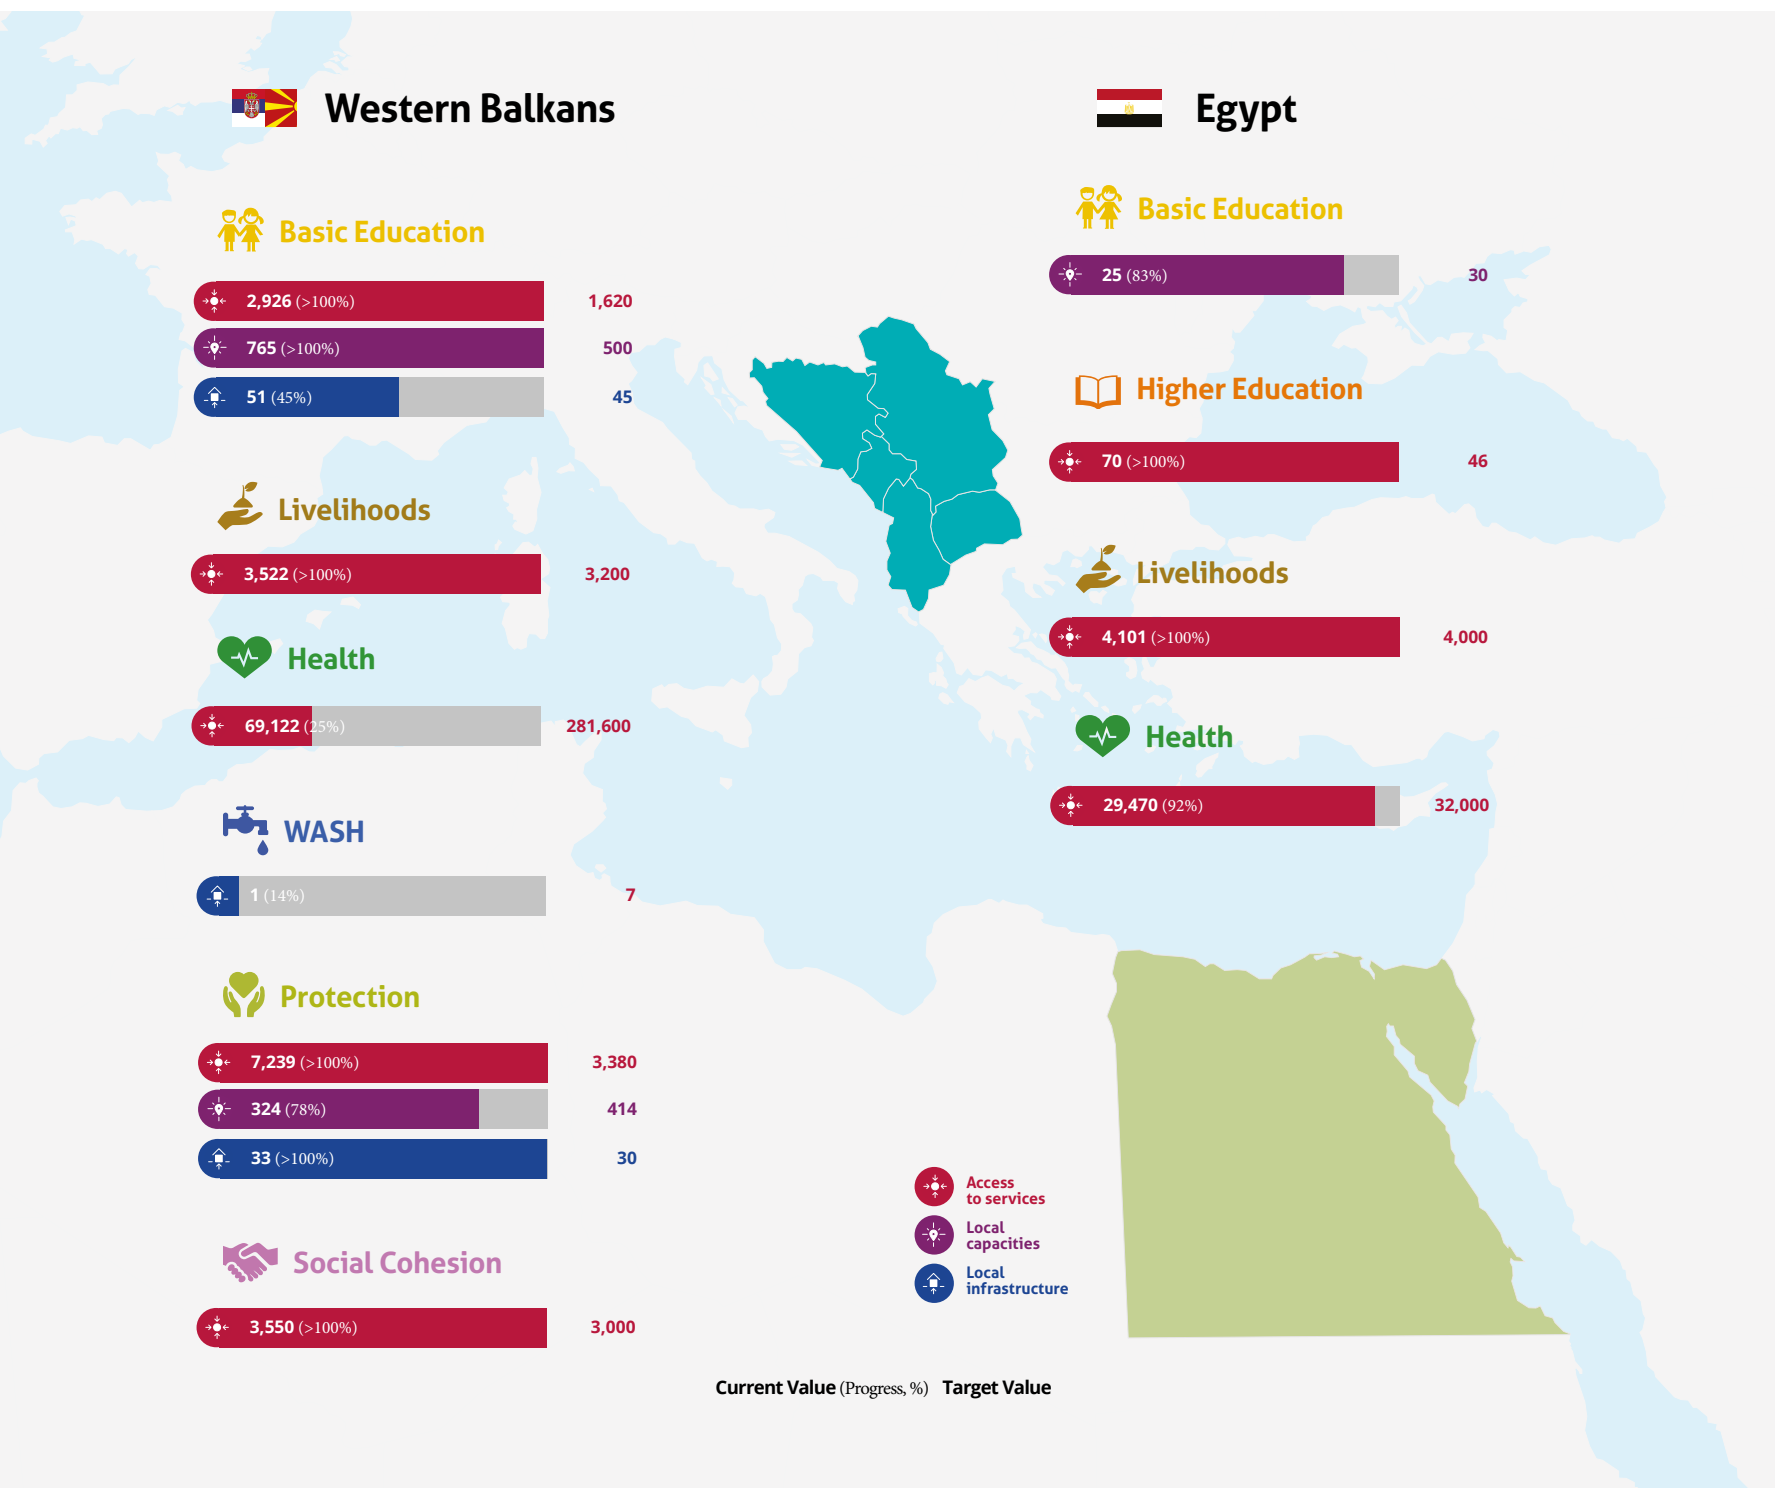 Western Balkans
Basic Education
2,926 (>100%) 1,620
765 (>100%) 500
51 (45%) 45
Livelihoods
3,522 (>100%) 3,200
Health
69,122 (25%) 281,600
WASH
1 (14%) 7
Protection
7,239 (>100%) 3,380
324 (78%) 414
33 (>100%) 30
Social Cohesion
3,550 (>100%) 3,000
Egypt
Basic Education
25 (83%) 30
Higher Education
70 (>100%) 46
Livelihoods
4,101 (>100%) 4,000
Health
29,470 (92%) 32,000
Access
to services
Local
capacities
Local
infrastructure
Current Value (Progress, %) Target Value